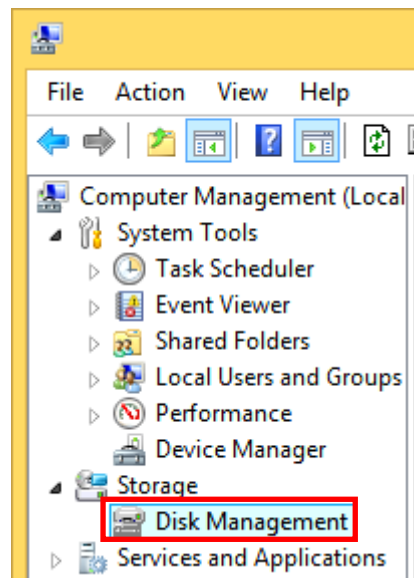 File Action View Help
Computer Management (Local
System Tools
Task Scheduler
Event Viewer
Shared Folders
Local Users and Groups
Performance
Device Manager
Storage
Disk Management
Services and Applications